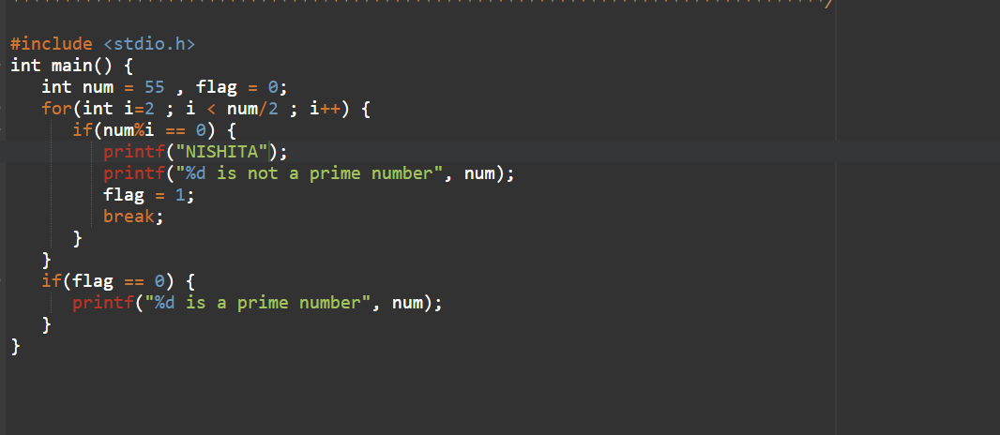 #include <stdio.h>
int main() {
   int num = 55 , flag = 0;
   for(int i=2 ; i < num/2 ; i++) {
      if(num%i == 0) {
         printf("NISHITA");
         printf("%d is not a prime number", num);
         flag = 1;
         break;
      }
   }
   if(flag == 0) {
      printf("%d is a prime number", num);
   }
}